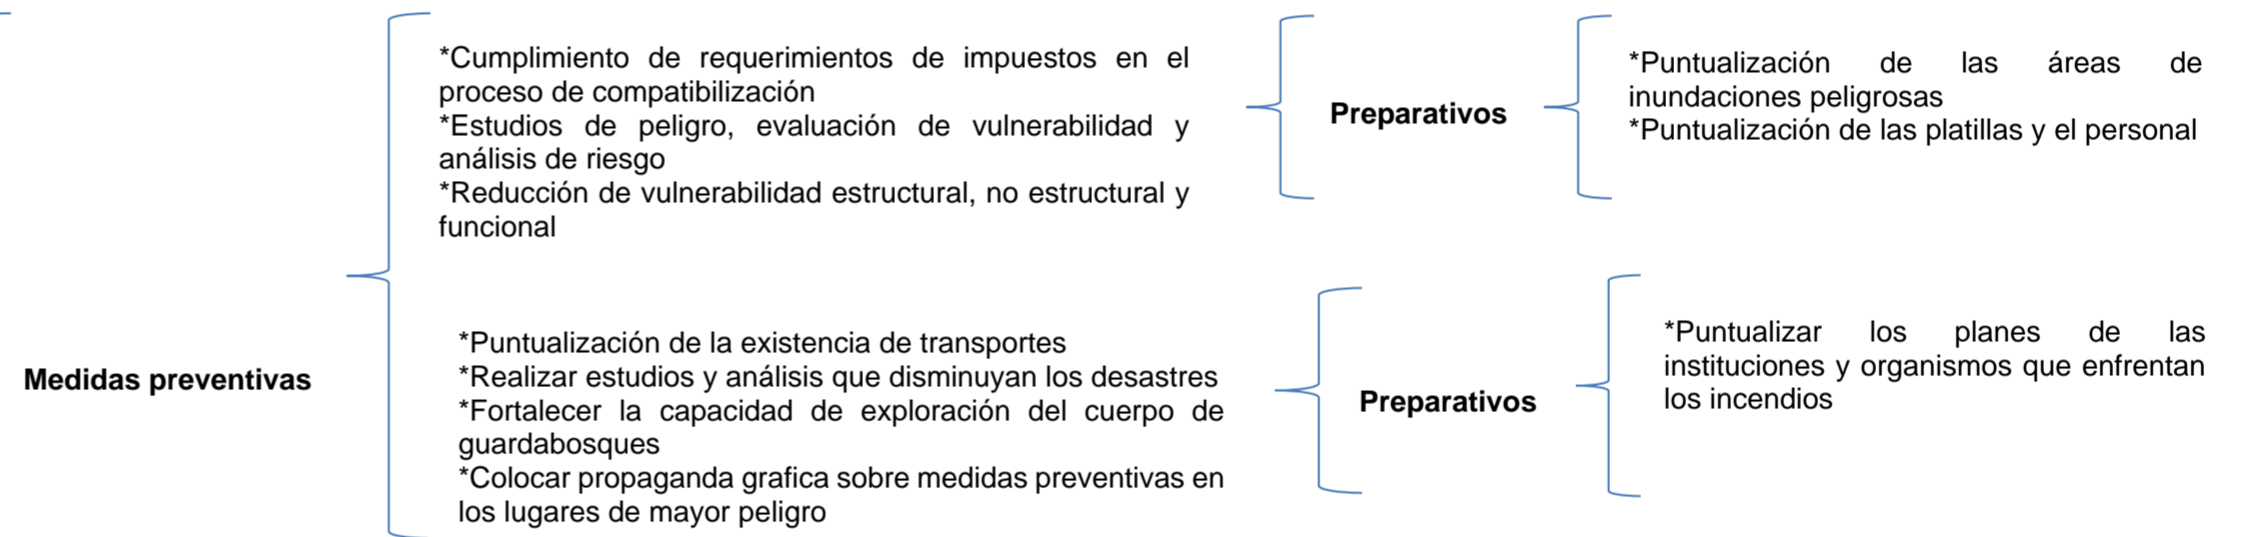 Medidas preventivas
*Cumplimiento de requerimientos de impuestos en el
proceso de compatibilización
*Estudios de peligro, evaluación de vulnerabilidad y
análisis de riesgo
*Reducción de vulnerabilidad estructural, no estructural y
funcional
Preparativos
*Puntualización de las áreas de
inundaciones peligrosas
*Puntualización de las platillas y el personal
*Puntualización de la existencia de transportes
*Realizar estudios y análisis que disminuyan los desastres
*Fortalecer la capacidad de exploración del cuerpo de
guardabosques
*Colocar propaganda grafica sobre medidas preventivas en
los lugares de mayor peligro
Preparativos
*Puntualizar los planes de las
instituciones y organismos que enfrentan
los incendios